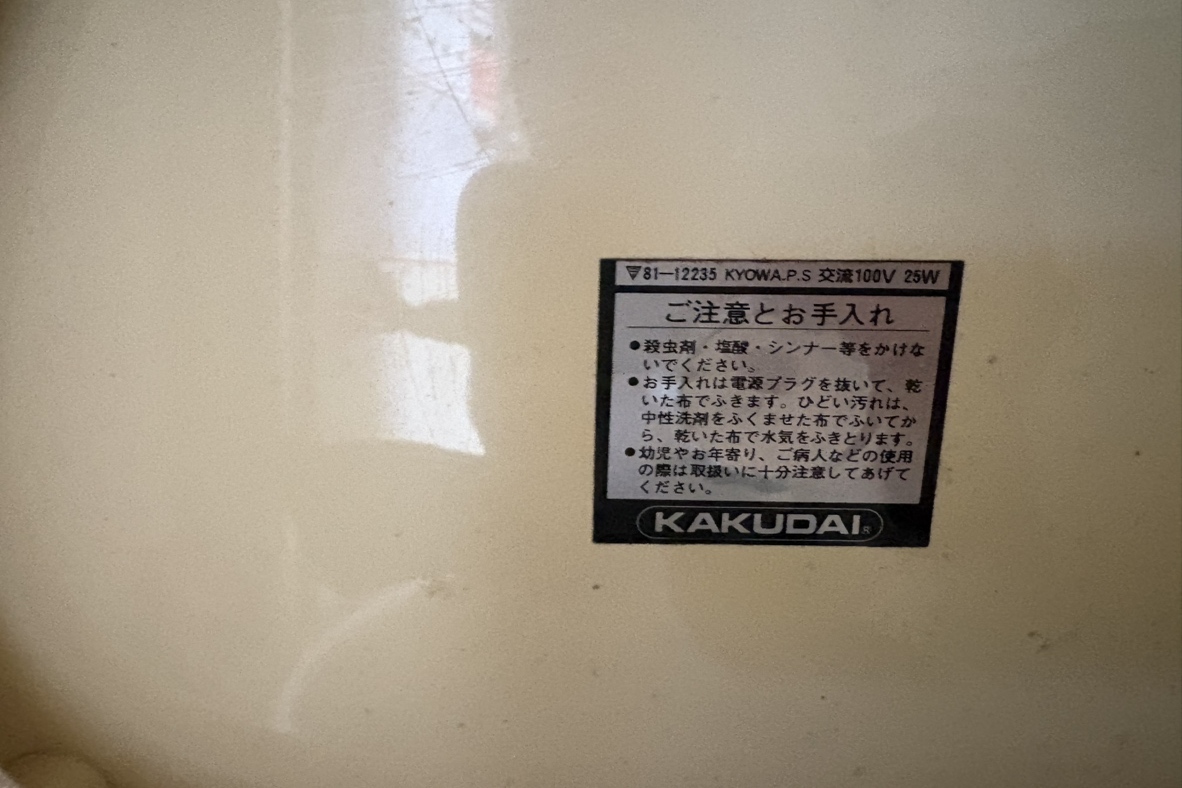 81-12235 KYOWA.P.S 交流100V 25W
ご注意とお手入れ
●殺虫剤・塩酸・シンナー等をかけな
いでください。
●お手入れは電源プラグを抜いて、乾
いた布でふきます。ひどい汚れは、
中性洗剤をふくませた布でふいてか
ら、乾いた布で水気をふきとります。
●幼児やお年寄り、ご病人などの使用
の際は取扱いに十分注意してあげて
ください。
KAKUDAI®